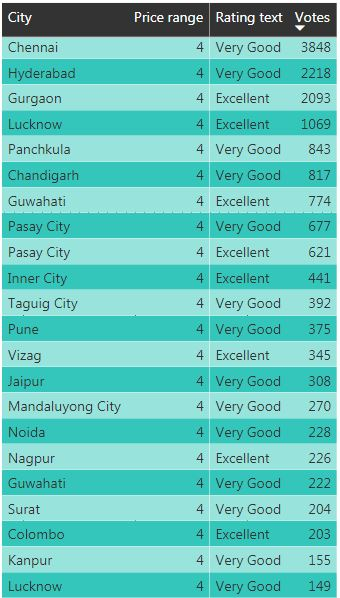 City Price range Rating text Votes
Chennai 4 Very Good 3848
Hyderabad 4 Very Good 2218
Gurgaon 4 Excellent 2093
Lucknow 4 Excellent 1069
Panchkula 4 Very Good 843
Chandigarh 4 Very Good 817
Guwahati 4 Excellent 774
Pasay City 4 Very Good 677
Pasay City 4 Excellent 621
Inner City 4 Excellent 441
Taguig City 4 Very Good 392
Pune 4 Very Good 375
Vizag 4 Excellent 345
Jaipur 4 Very Good 308
Mandaluyong City 4 Very Good 270
Noida 4 Very Good 228
Nagpur 4 Excellent 226
Guwahati 4 Very Good 222
Surat 4 Very Good 204
Colombo 4 Excellent 203
Kanpur 4 Very Good 155
Lucknow 4 Very Good 149